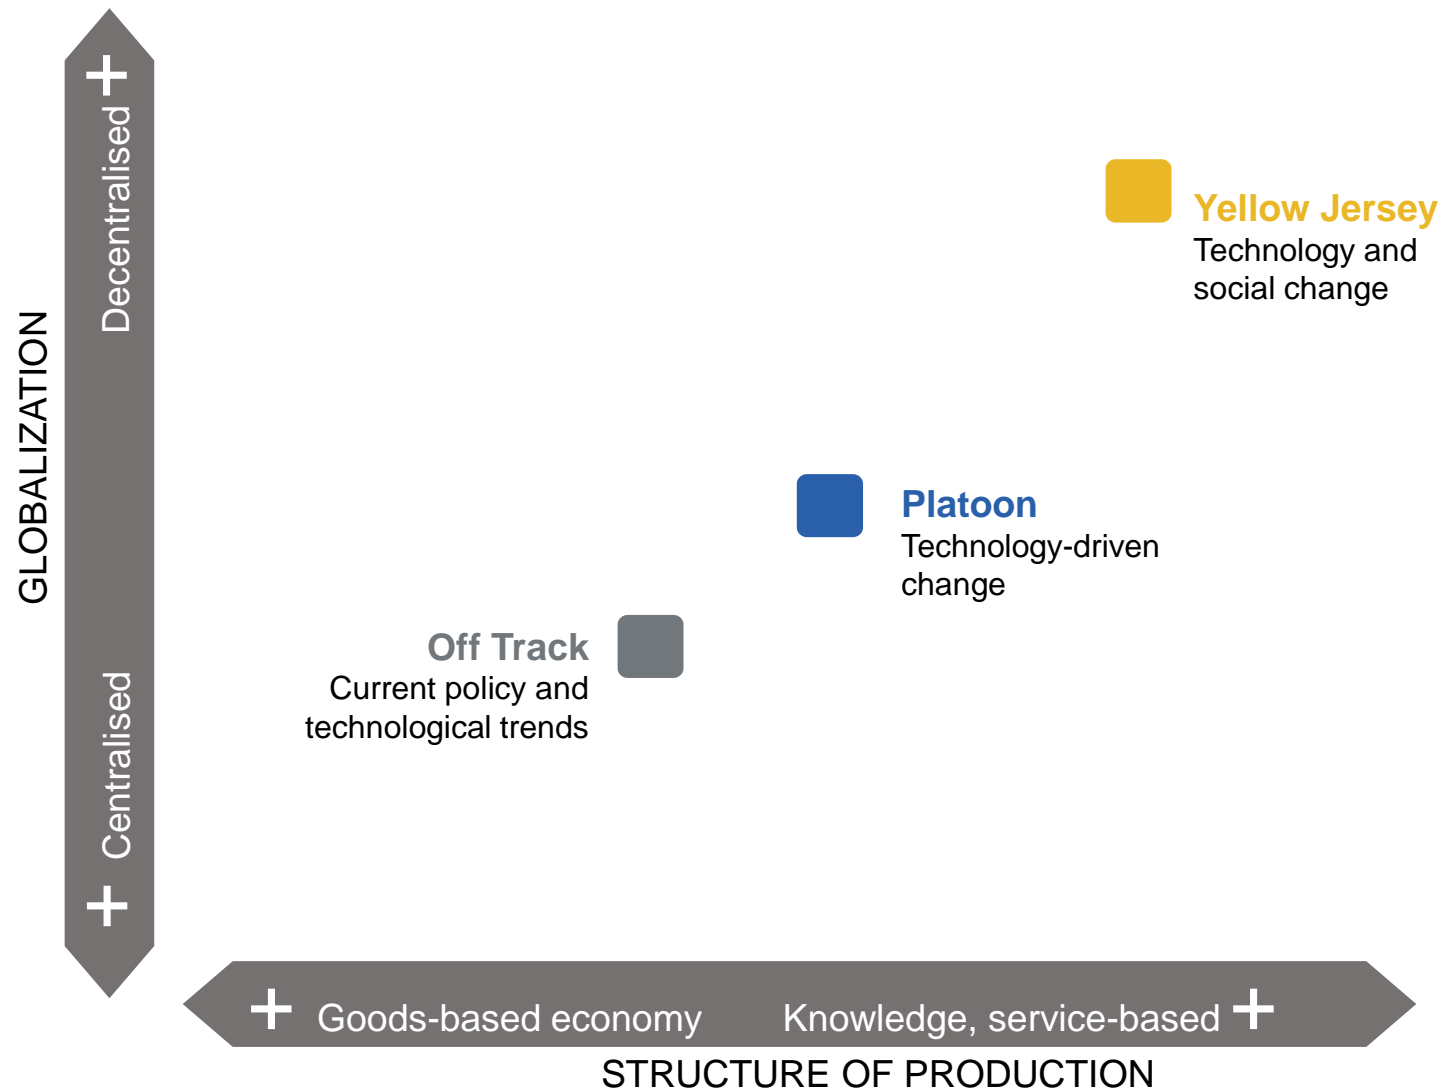 GLOBALIZATION
+
Decentralised
Centralised
+
Yellow Jersey
Technology and
social change
Platoon
Technology-driven
change
Off Track
Current policy and
technological trends
+ Goods-based economy Knowledge, service-based +
STRUCTURE OF PRODUCTION